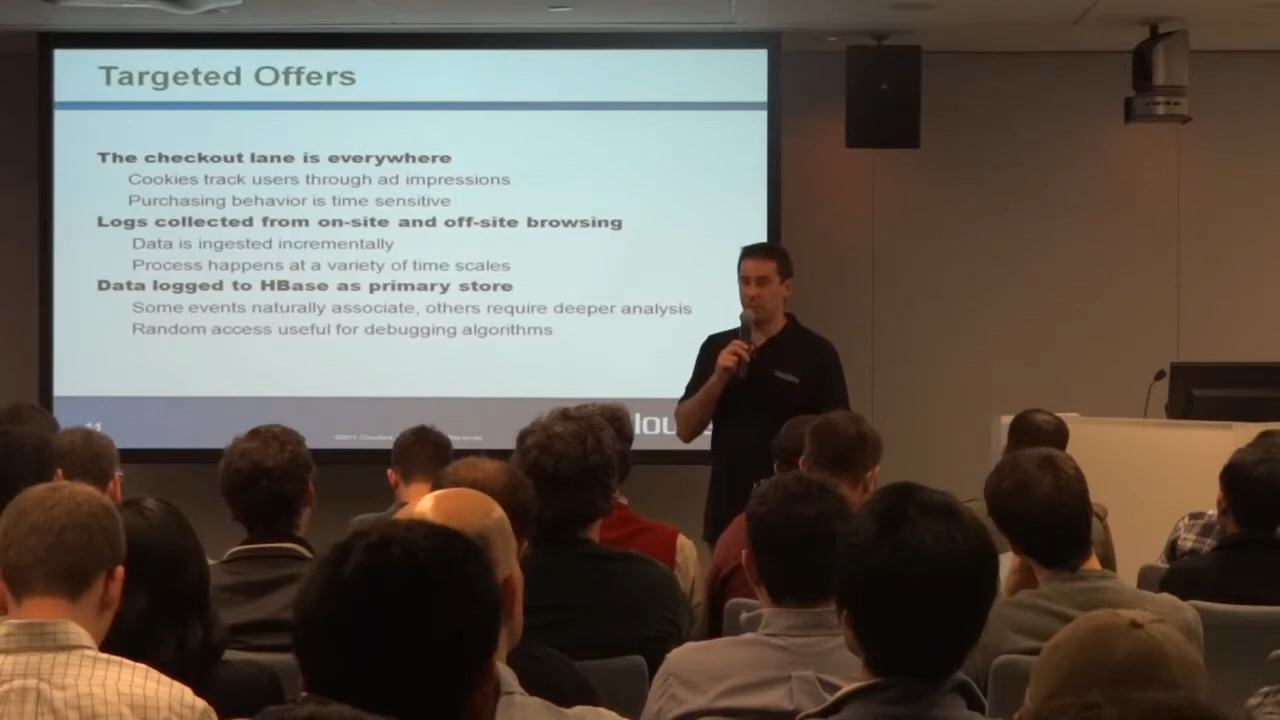 Targeted Offers
The checkout lane is everywhere
Cookies track users through ad impressions
Purchasing behavior is time sensitive
Logs collected from on-site and off-site browsing
Data is ingested incrementally
Process happens at a variety of time scales
Data logged to HBase as primary store
Some events naturally associate, others require deeper analysis
Random access useful for debugging algorithms
11